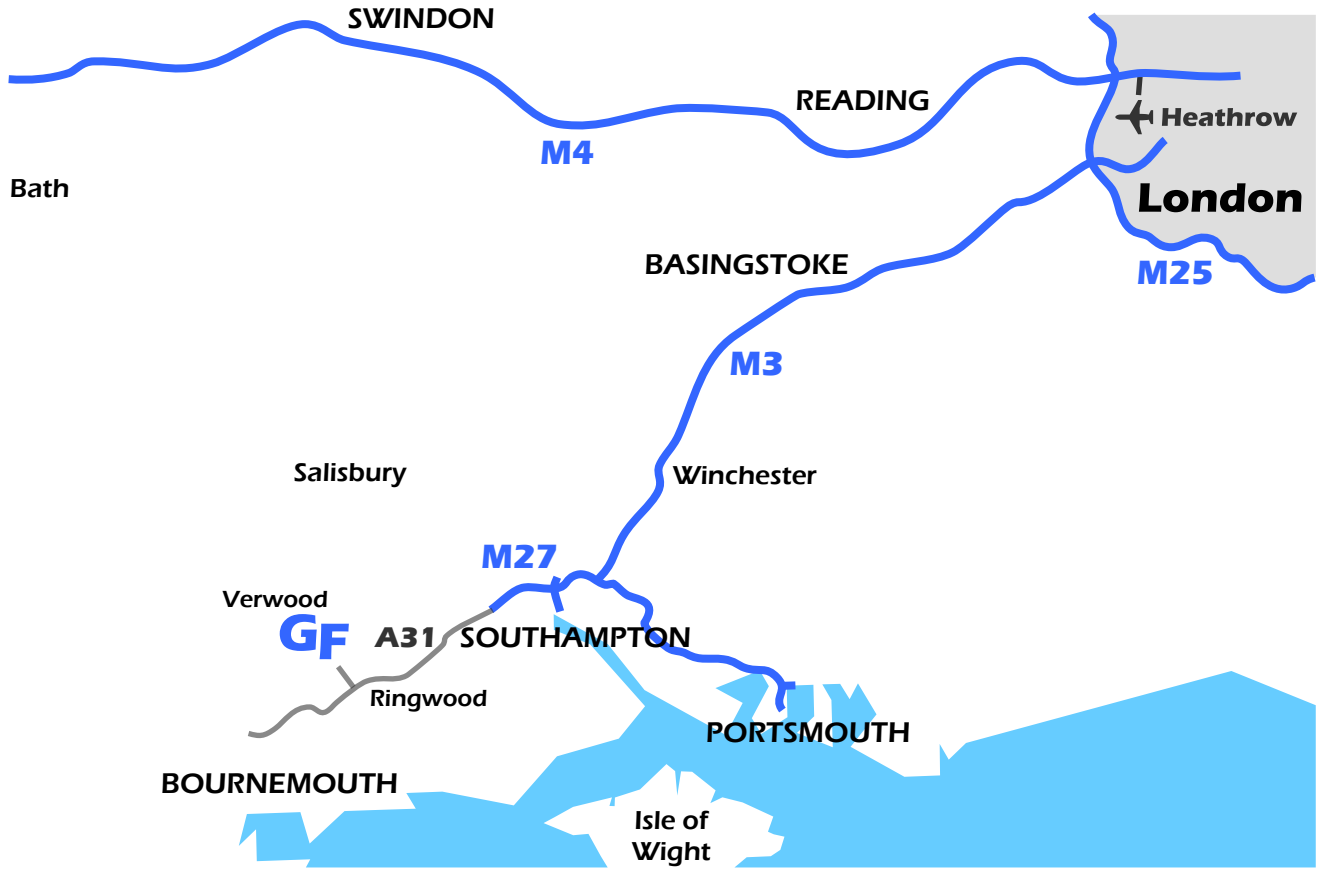 SWINDON
READING
M4
Heathrow
Bath
London
BASINGSTOKE
M25
M3
Salisbury
Winchester
M27
Verwood
GF
A31
SOUTHAMPTON
Ringwood
PORTSMOUTH
BOURNEMOUTH
Isle of
Wight